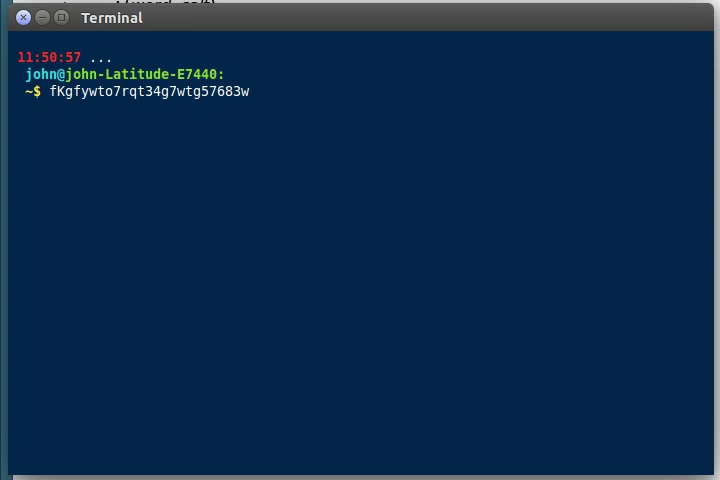 Terminal
11:50:57 ...
john@john-Latitude-E7440:
~$ fKgfywto7rqt34g7wtg57683w